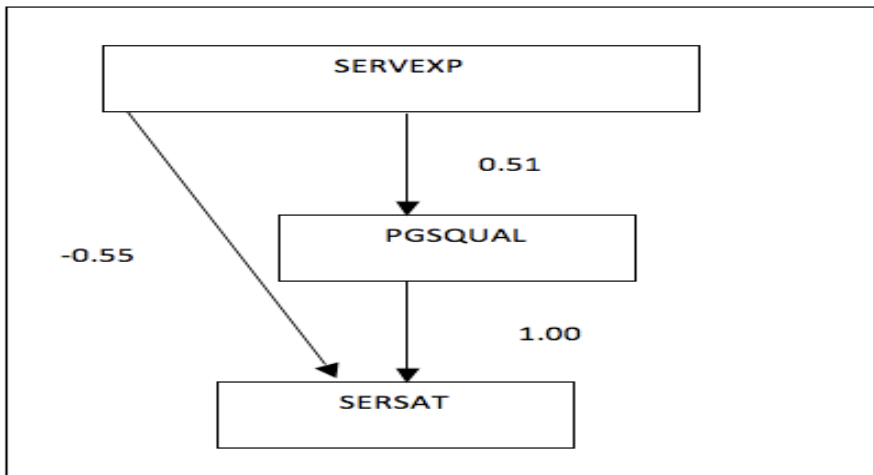 SERVEXP
0.51
PGSQUAL
-0.55
1.00
SERSAT